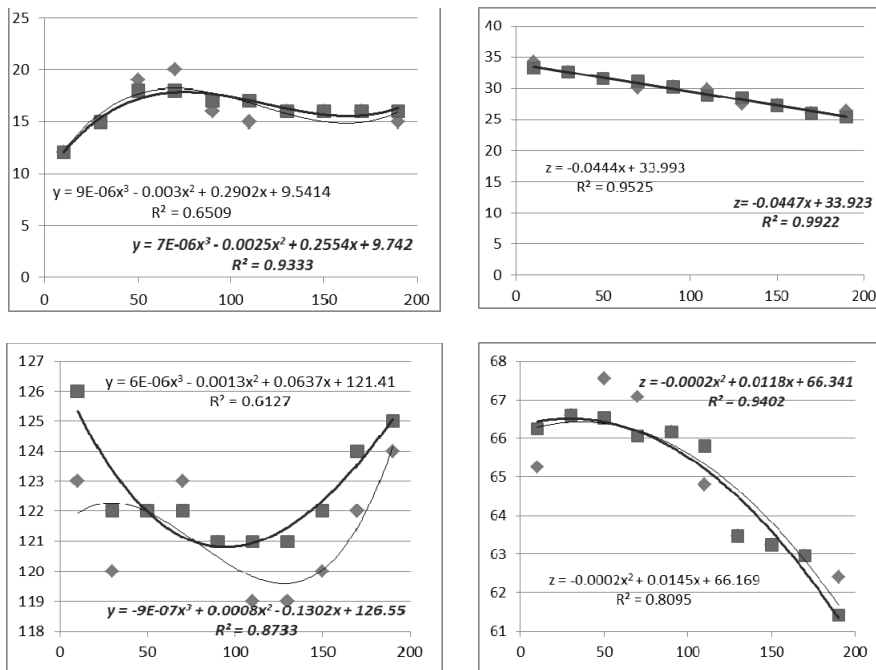 25
20
15
10
5
0
y = 9E-06x³ - 0.003x² + 0.2902x + 9.5414
R² = 0.6509
y = 7E-06x³ - 0.0025x² + 0.2554x + 9.742
R² = 0.9333
0 50 100 150 200
40
35
30
25
20
15
10
5
0
z = -0.0444x + 33.993
R² = 0.9525
z= -0.0447x + 33.923
R² = 0.9922
0 50 100 150 200
127
126
125
124
123
122
121
120
119
118
y = 6E-06x³ - 0.0013x² + 0.0637x + 121.41
R² = 0.6127
y = -9E-07x³ + 0.0008x² - 0.1302x + 126.55
R² = 0.8733
0 50 100 150 200
68
67
66
65
64
63
62
61
z = -0.0002x² + 0.0118x + 66.341
R² = 0.9402
z = -0.0002x² + 0.0145x + 66.169
R² = 0.8095
0 50 100 150 200